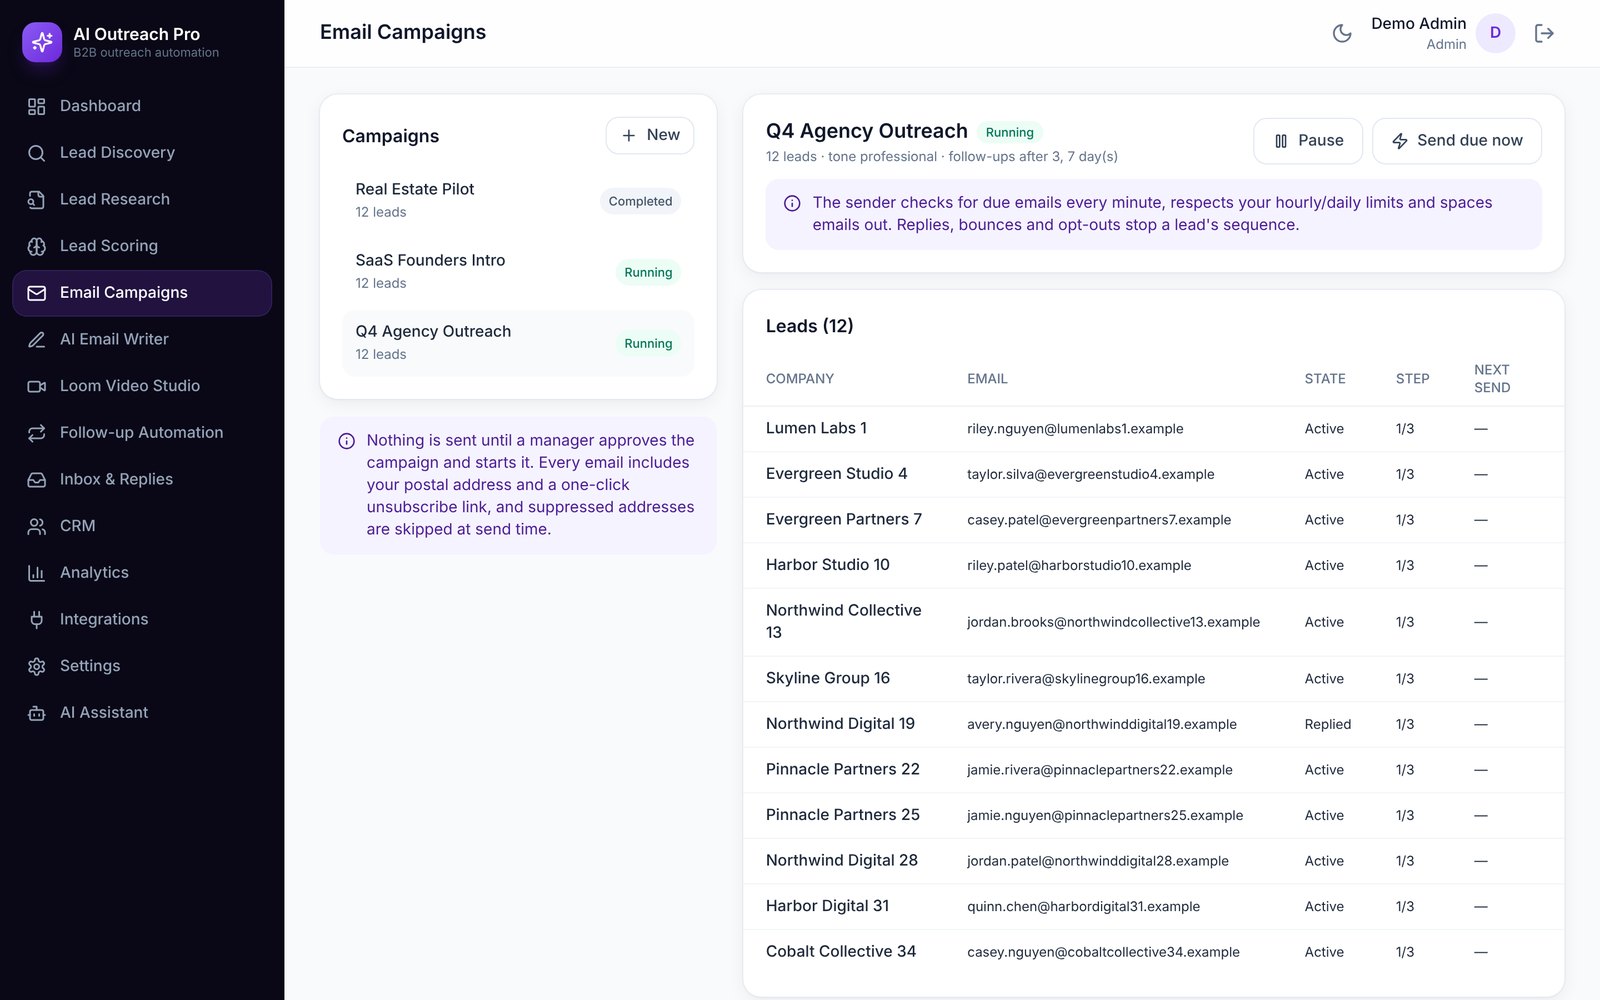 AI Outreach Pro
B2B outreach automation
Dashboard
Lead Discovery
Lead Research
Lead Scoring
Email Campaigns
AI Email Writer
Loom Video Studio
Follow-up Automation
Inbox & Replies
CRM
Analytics
Integrations
Settings
AI Assistant
Email Campaigns
Demo Admin
Admin
D
Campaigns
New
Real Estate Pilot
12 leads
Completed
SaaS Founders Intro
12 leads
Running
Q4 Agency Outreach
12 leads
Running
Nothing is sent until a manager approves the
campaign and starts it. Every email includes
your postal address and a one-click
unsubscribe link, and suppressed addresses
are skipped at send time.
Q4 Agency Outreach Running
12 leads · tone professional · follow-ups after 3, 7 day(s)
Pause
Send due now
The sender checks for due emails every minute, respects your hourly/daily limits and spaces
emails out. Replies, bounces and opt-outs stop a lead's sequence.
Leads (12)
COMPANY EMAIL STATE STEP NEXT SEND
Lumen Labs 1 riley.nguyen@lumenlabs1.example Active 1/3 —
Evergreen Studio 4 taylor.silva@evergreenstudio4.example Active 1/3 —
Evergreen Partners 7 casey.patel@evergreenpartners7.example Active 1/3 —
Harbor Studio 10 riley.patel@harborstudio10.example Active 1/3 —
Northwind Collective 13 jordan.brooks@northwindcollective13.example Active 1/3 —
Skyline Group 16 taylor.rivera@skylinegroup16.example Active 1/3 —
Northwind Digital 19 avery.nguyen@northwinddigital19.example Replied 1/3 —
Pinnacle Partners 22 jamie.rivera@pinnaclepartners22.example Active 1/3 —
Pinnacle Partners 25 jamie.nguyen@pinnaclepartners25.example Active 1/3 —
Northwind Digital 28 jordan.patel@northwinddigital28.example Active 1/3 —
Harbor Digital 31 quinn.chen@harbordigital31.example Active 1/3 —
Cobalt Collective 34 casey.nguyen@cobaltcollective34.example Active 1/3 —